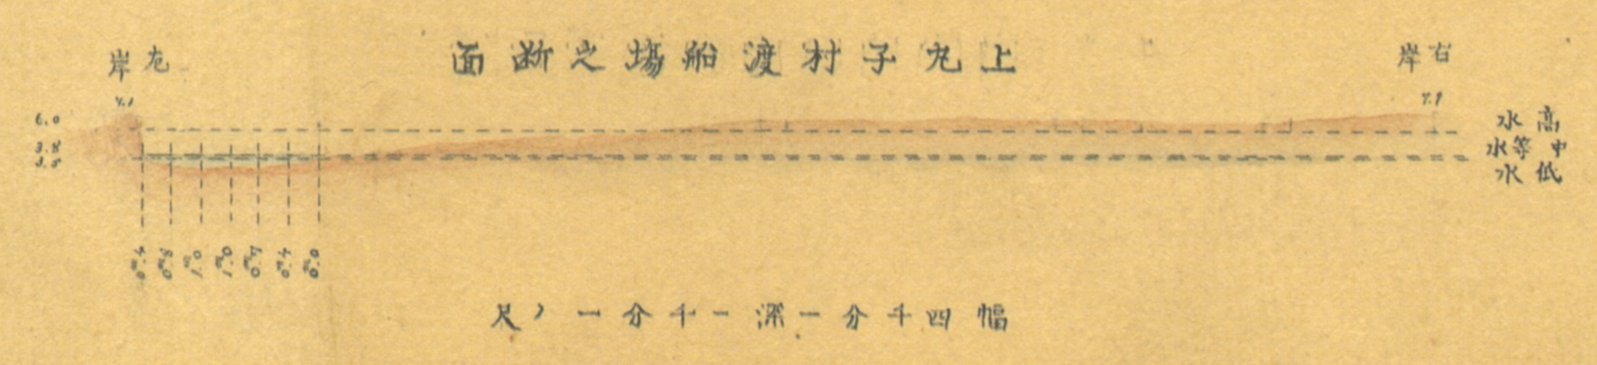 上丸子村渡船場之断面
右岸
左岸
高水
中等水
低水
7.1
7.1
6.0
3.8
3.5
0.0
幅四千分一深一千分一ノ尺